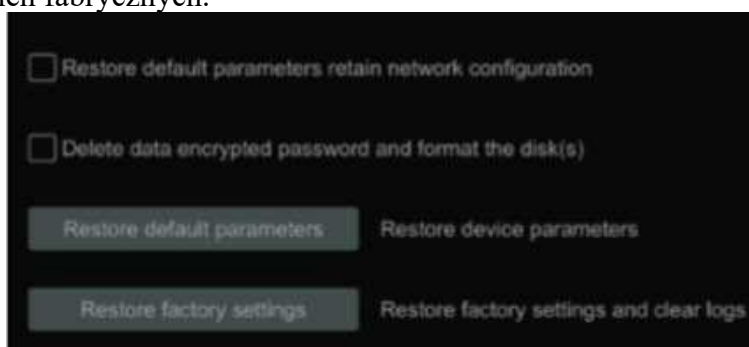 fabrycznych.
Restore default parameters retain network configuration
Delete data encrypted password and format the disk(s)
Restore default parameters Restore device parameters
Restore factory settings Restore factory settings and clear logs